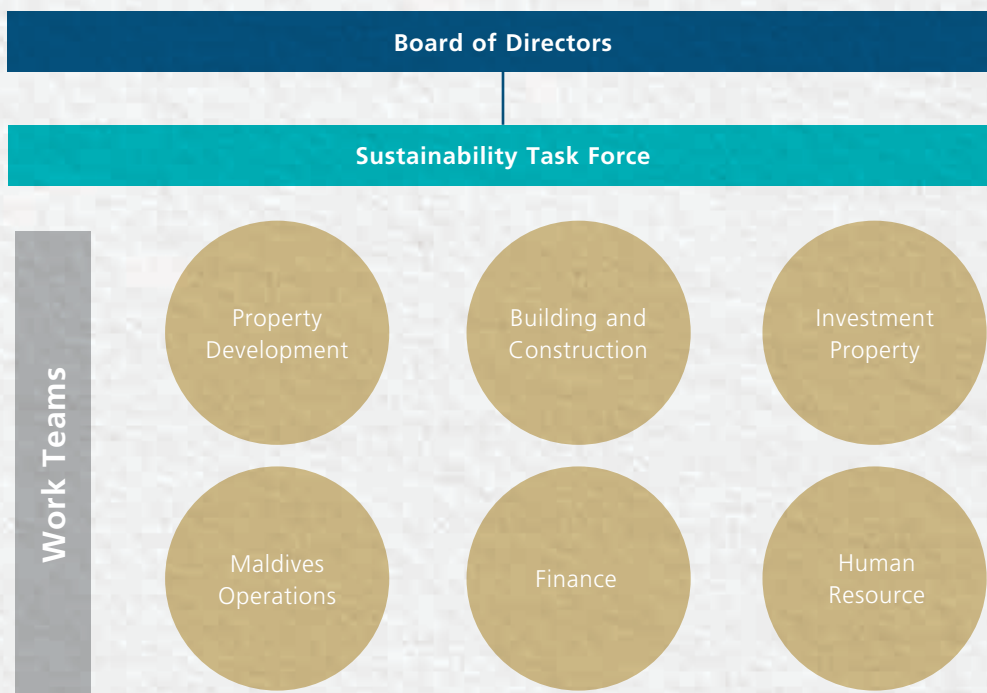 Board of Directors
Sustainability Task Force
Work Teams
Property
Development
Building and
Construction
Investment
Property
Maldives
Operations
Finance
Human
Resource